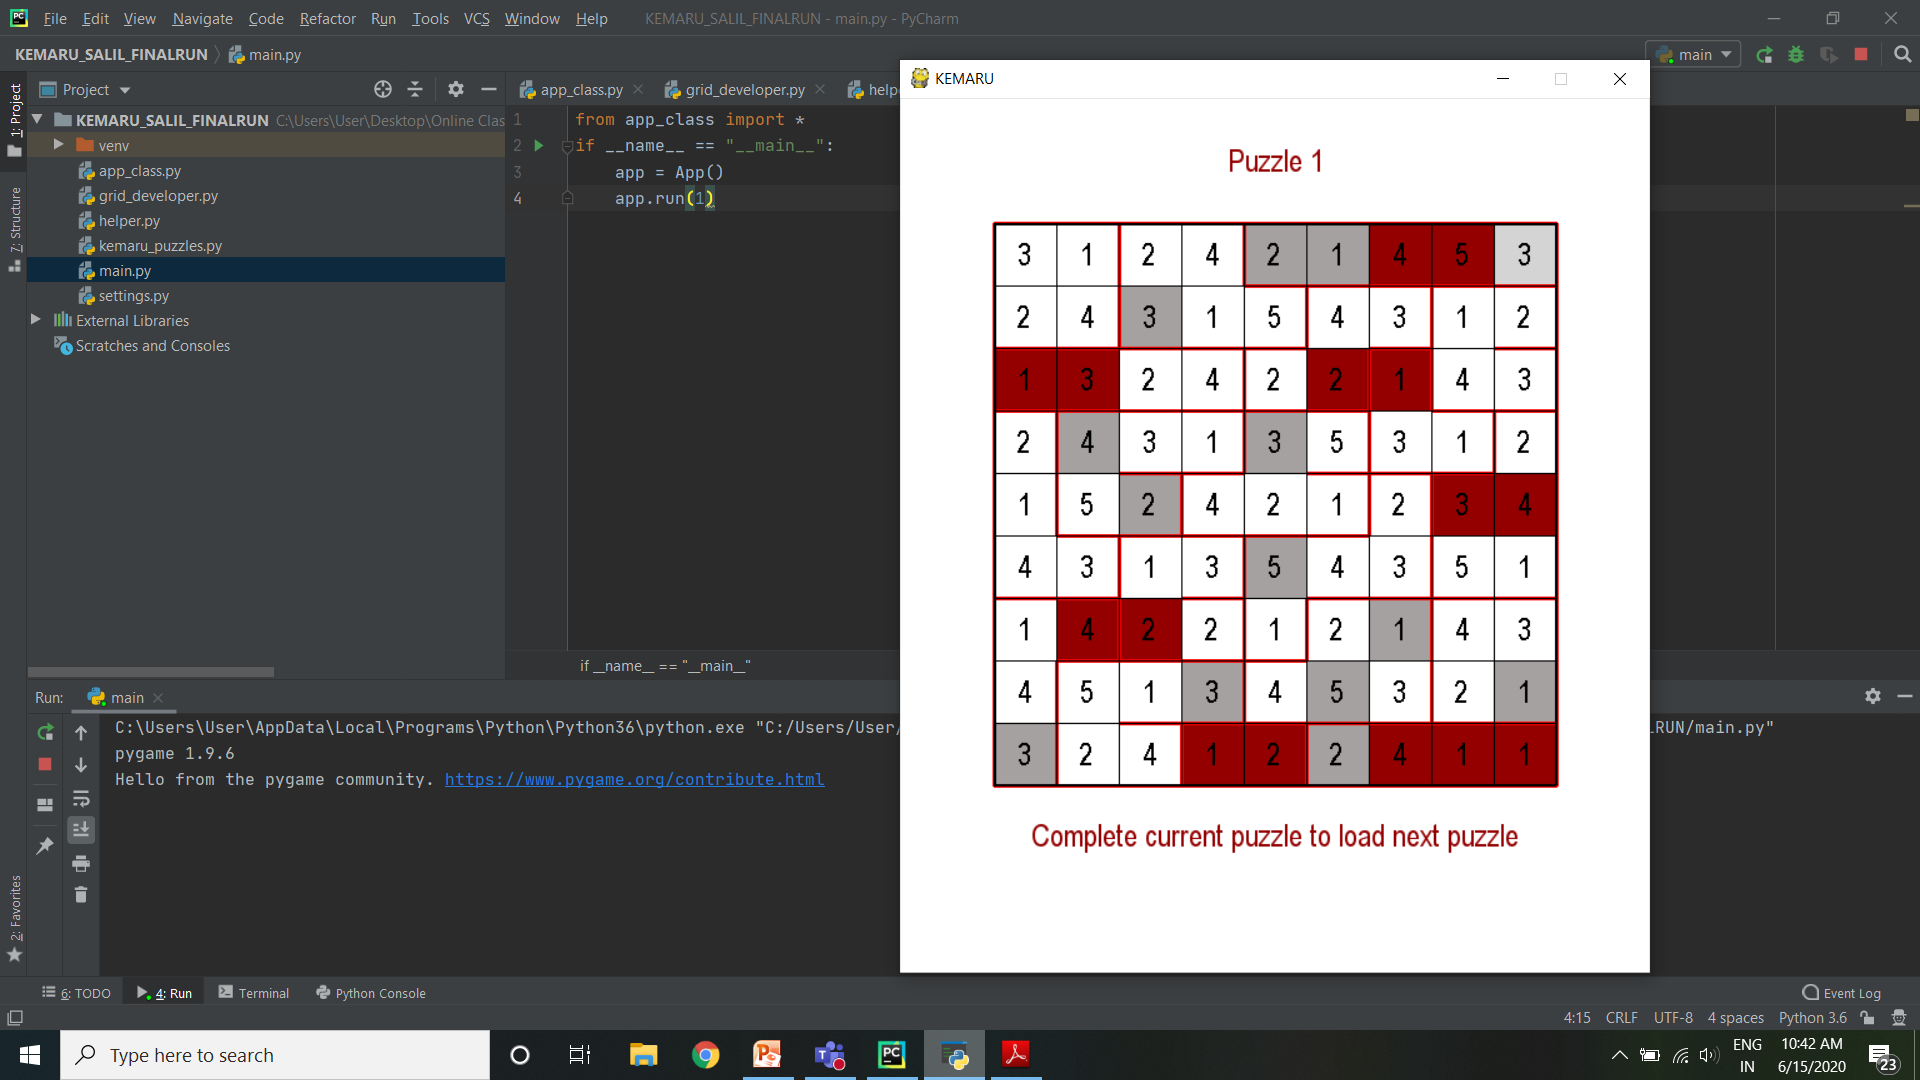 File Edit View Navigate Code Refactor Run Tools VCS Window Help KEMARU_SALIL_FINALRUN - main.py - PyCharm
KEMARU_SALIL_FINALRUN main.py
main
1: Project
Project
app_class.py
grid_developer.py
KEMARU_SALIL_FINALRUN C:\Users\User\Desktop\Online Clas
venv
app_class.py
grid_developer.py
helper.py
kemaru_puzzles.py
main.py
settings.py
External Libraries
Scratches and Consoles
7: Structure
1 from app_class import *
2 if __name__ == "__main__":
3 app = App()
4 app.run(1)
if __name__ == "__main__"
KEMARU
Puzzle 1
3 1 2 4 2 1 4 5 3
2 4 3 1 5 4 3 1 2
1 3 2 4 2 2 1 4 3
2 4 3 1 3 5 3 1 2
1 5 2 4 2 1 2 3 4
4 3 1 3 5 4 3 5 1
1 4 2 2 1 2 1 4 3
4 5 1 3 4 5 3 2 1
3 2 4 1 2 2 4 1 1
Complete current puzzle to load next puzzle
Run: main
C:\Users\User\AppData\Local\Programs\Python\Python36\python.exe "C:/Users/User/
RUN/main.py"
pygame 1.9.6
Hello from the pygame community. https://www.pygame.org/contribute.html
2: Favorites
6: TODO 4: Run Terminal Python Console Event Log
4:15 CRLF UTF-8 4 spaces Python 3.6
Type here to search
ENG
IN
10:42 AM
6/15/2020
23